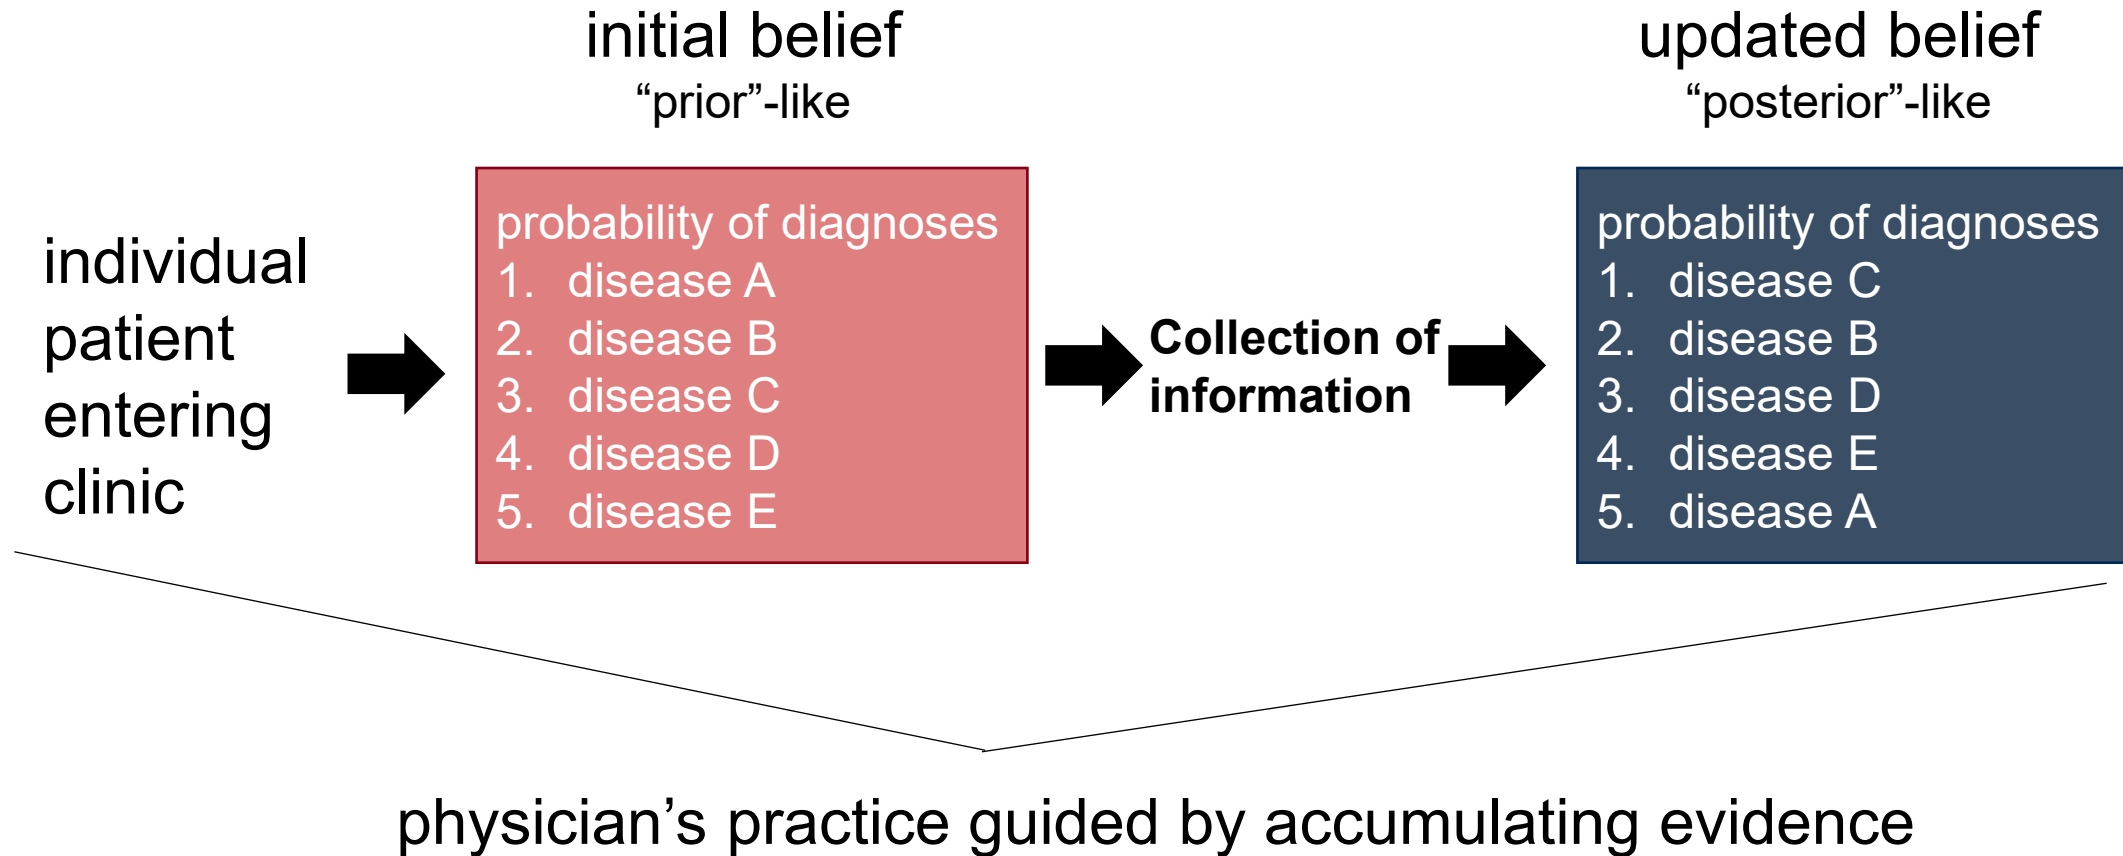 initial belief
“prior”-like
updated belief
“posterior”-like
individual
patient
entering
clinic
probability of diagnoses
1. disease A
2. disease B
3. disease C
4. disease D
5. disease E
Collection of
information
probability of diagnoses
1. disease C
2. disease B
3. disease D
4. disease E
5. disease A
physician’s practice guided by accumulating evidence